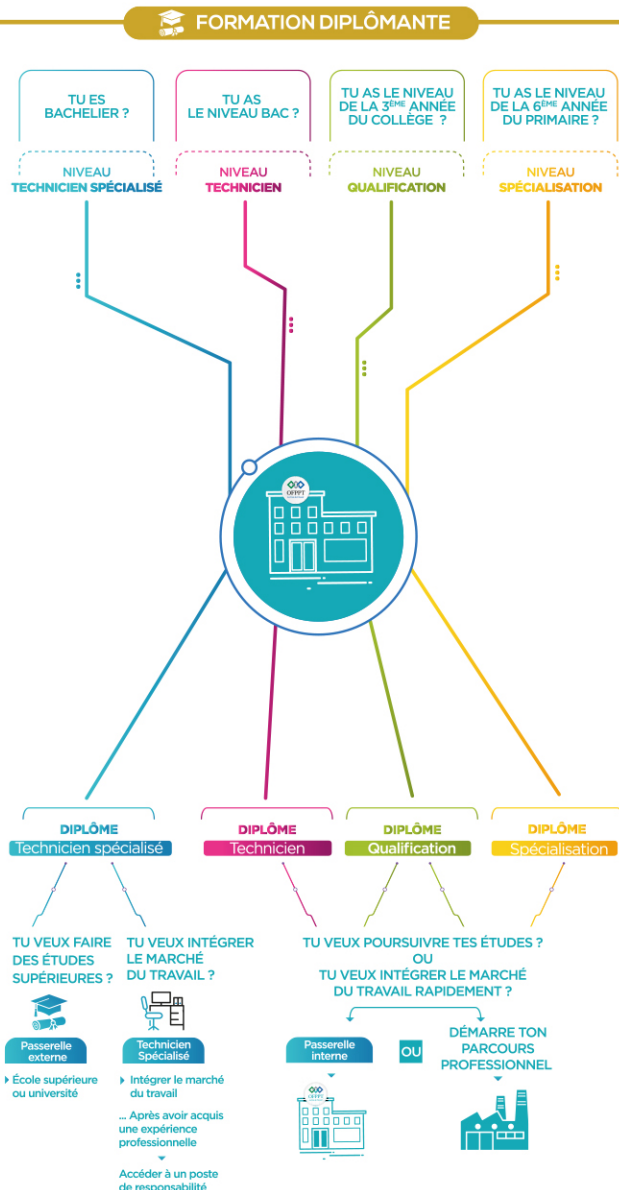 FORMATION DIPLÔMANTE
TU ES
BACHELIER ?
NIVEAU
TECHNICIEN SPÉCIALISÉ
TU AS
LE NIVEAU BAC ?
NIVEAU
TECHNICIEN
TU AS LE NIVEAU
DE LA 3ÈME ANNÉE
DU COLLÈGE ?
NIVEAU
QUALIFICATION
TU AS LE NIVEAU
DE LA 6ÈME ANNÉE
DU PRIMAIRE ?
NIVEAU
SPÉCIALISATION
OFPPT
DIPLÔME
Technicien spécialisé
DIPLÔME
Technicien
DIPLÔME
Qualification
DIPLÔME
Spécialisation
TU VEUX FAIRE
DES ÉTUDES
SUPÉRIEURES ?
Passerelle
externe
École supérieure
ou université
TU VEUX INTÉGRER
LE MARCHÉ
DU TRAVAIL ?
Technicien
Spécialisé
Intégrer le marché
du travail
... Après avoir acquis
une expérience
professionnelle
Accéder à un poste
de responsabilité
TU VEUX POURSUIVRE TES ÉTUDES ?
OU
TU VEUX INTÉGRER LE MARCHÉ
DU TRAVAIL RAPIDEMENT ?
Passerelle
interne
OFPPT
OU
DÉMARRE TON
PARCOURS
PROFESSIONNEL